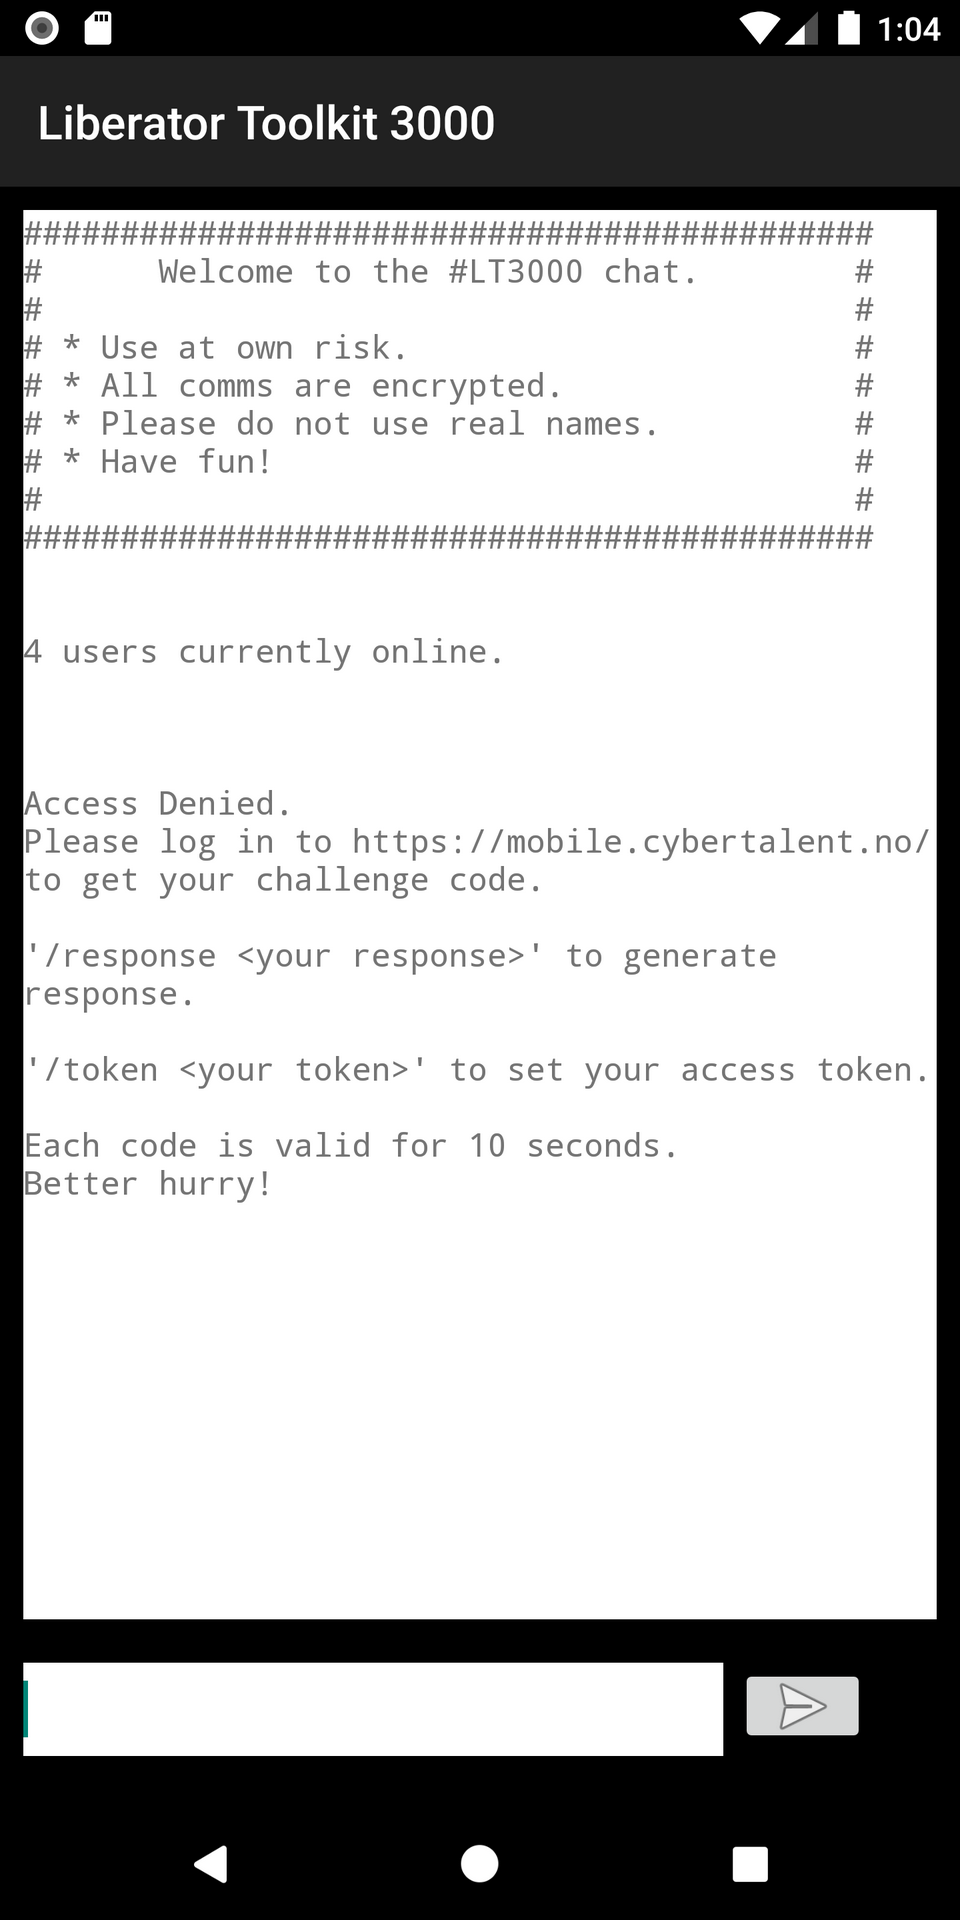 1:04
Liberator Toolkit 3000
############################################
#      Welcome to the #LT3000 chat.        #
#                                          #
# * Use at own risk.                       #
# * All comms are encrypted.               #
# * Please do not use real names.          #
# * Have fun!                              #
#                                          #
############################################
4 users currently online.
Access Denied.
Please log in to https://mobile.cybertalent.no/
to get your challenge code.
'/response <your response>' to generate
response.
'/token <your token>' to set your access token.
Each code is valid for 10 seconds.
Better hurry!